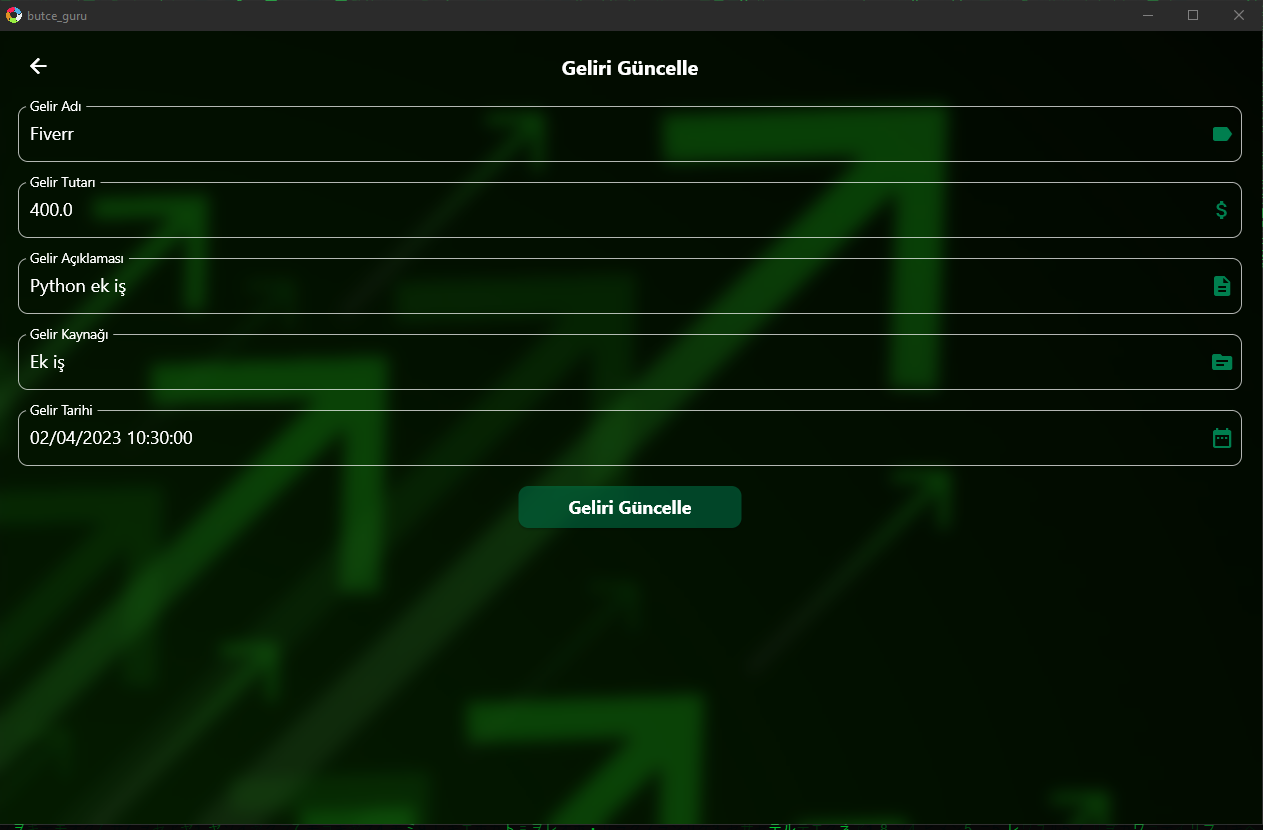 butce_guru
Geliri Güncelle
Gelir Adı
Fiverr
Gelir Tutarı
400.0
Gelir Açıklaması
Python ek iş
Gelir Kaynağı
Ek iş
Gelir Tarihi
02/04/2023 10:30:00
Geliri Güncelle